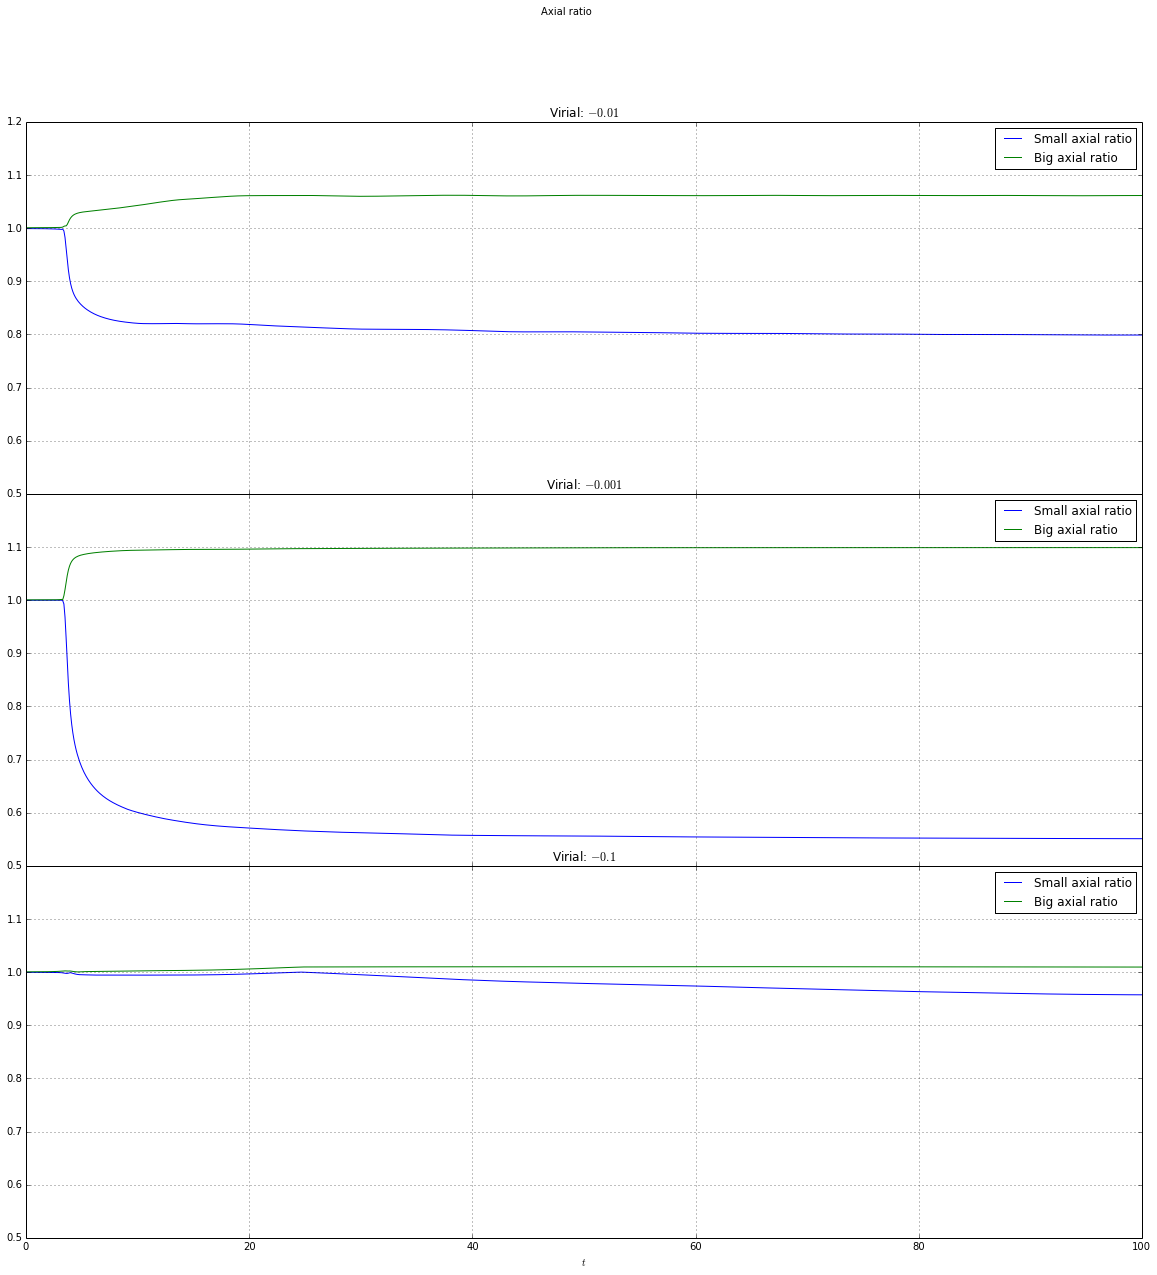 Axial ratio
Virial: −0.01
1.2
1.1
1.0
0.9
0.8
0.7
0.6
0.5
Small axial ratio
Big axial ratio
Virial: −0.001
1.1
1.0
0.9
0.8
0.7
0.6
0.5
Small axial ratio
Big axial ratio
Virial: −0.1
1.1
1.0
0.9
0.8
0.7
0.6
0.5
Small axial ratio
Big axial ratio
0 20 40 60 80 100
t